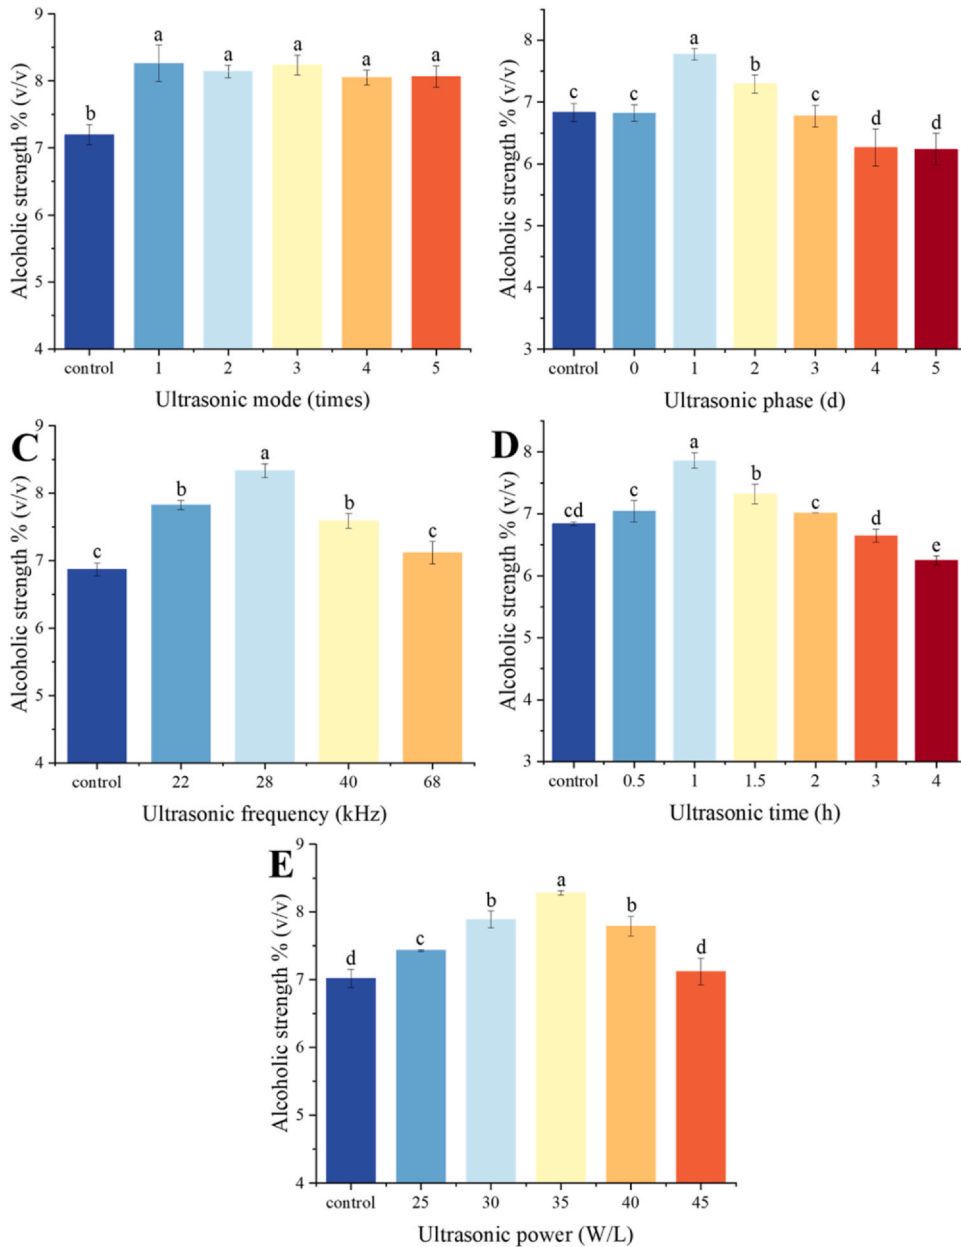 9
8
7
6
5
4
Alcoholic strength % (v/v)
b
a
a
a
a
a
control
1
2
3
4
5
Ultrasonic mode (times)
8
7
6
5
4
3
Alcoholic strength % (v/v)
c
c
a
b
c
d
d
control
0
1
2
3
4
5
Ultrasonic phase (d)
C
9
8
7
6
5
4
Alcoholic strength % (v/v)
c
b
a
b
c
control
22
28
40
68
Ultrasonic frequency (kHz)
D
8
7
6
5
4
3
Alcoholic strength % (v/v)
cd
c
a
b
c
d
e
control
0.5
1
1.5
2
3
4
Ultrasonic time (h)
E
9
8
7
6
5
4
Alcoholic strength % (v/v)
d
c
b
a
b
d
control
25
30
35
40
45
Ultrasonic power (W/L)